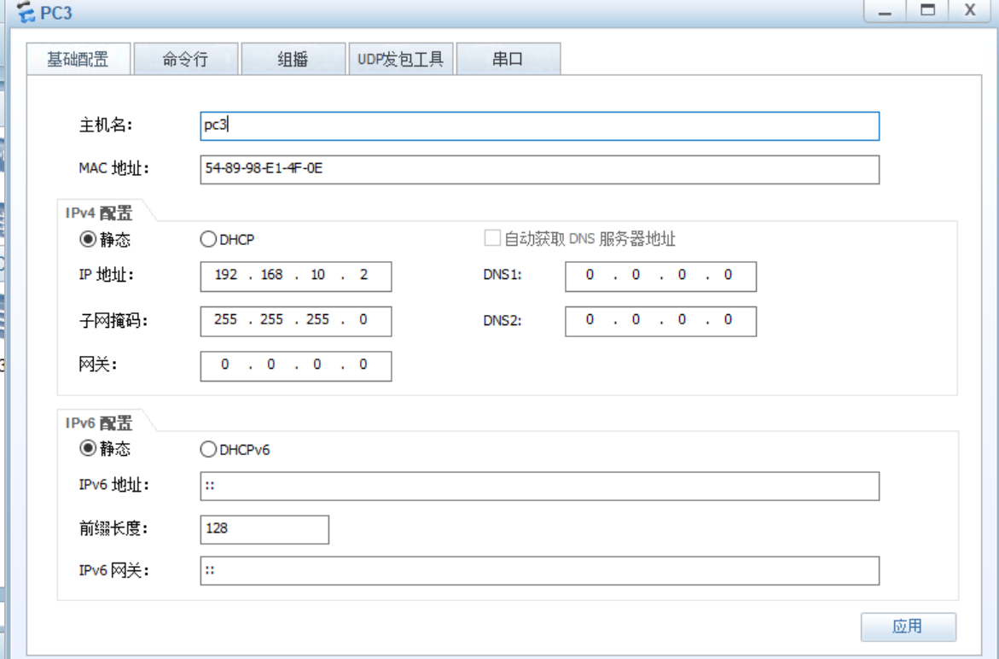 PC3
X
基础配置 命令行 组播 UDP发包工具 串口
主机名: pc3
MAC 地址: 54-89-98-E1-4F-0E
IPv4 配置
静态 DHCP 自动获取 DNS 服务器地址
IP 地址: 192 . 168 . 10 . 2 DNS1: 0 . 0 . 0 . 0
子网掩码: 255 . 255 . 255 . 0 DNS2: 0 . 0 . 0 . 0
网关: 0 . 0 . 0 . 0
IPv6 配置
静态 DHCPv6
IPv6 地址: ::
前缀长度: 128
IPv6 网关: ::
应用